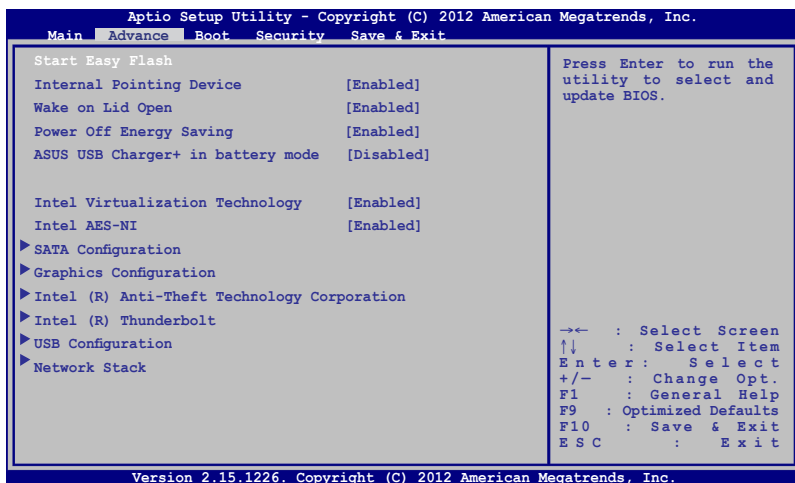 Aptio Setup Utility - Copyright (C) 2012 American Megatrends, Inc.
Main Advance Boot Security Save & Exit
Start Easy Flash
Internal Pointing Device [Enabled]
Wake on Lid Open [Enabled]
Power Off Energy Saving [Enabled]
ASUS USB Charger+ in battery mode [Disabled]
Intel Virtualization Technology [Enabled]
Intel AES-NI [Enabled]
SATA Configuration
Graphics Configuration
Intel (R) Anti-Theft Technology Corporation
Intel (R) Thunderbolt
USB Configuration
Network Stack
Press Enter to run the
utility to select and
update BIOS.
→← : Select Screen
↑↓ : Select Item
Enter: Select
+/— : Change Opt.
F1 : General Help
F9 : Optimized Defaults
F10 : Save & Exit
ESC : Exit
Version 2.15.1226. Copyright (C) 2012 American Megatrends, Inc.